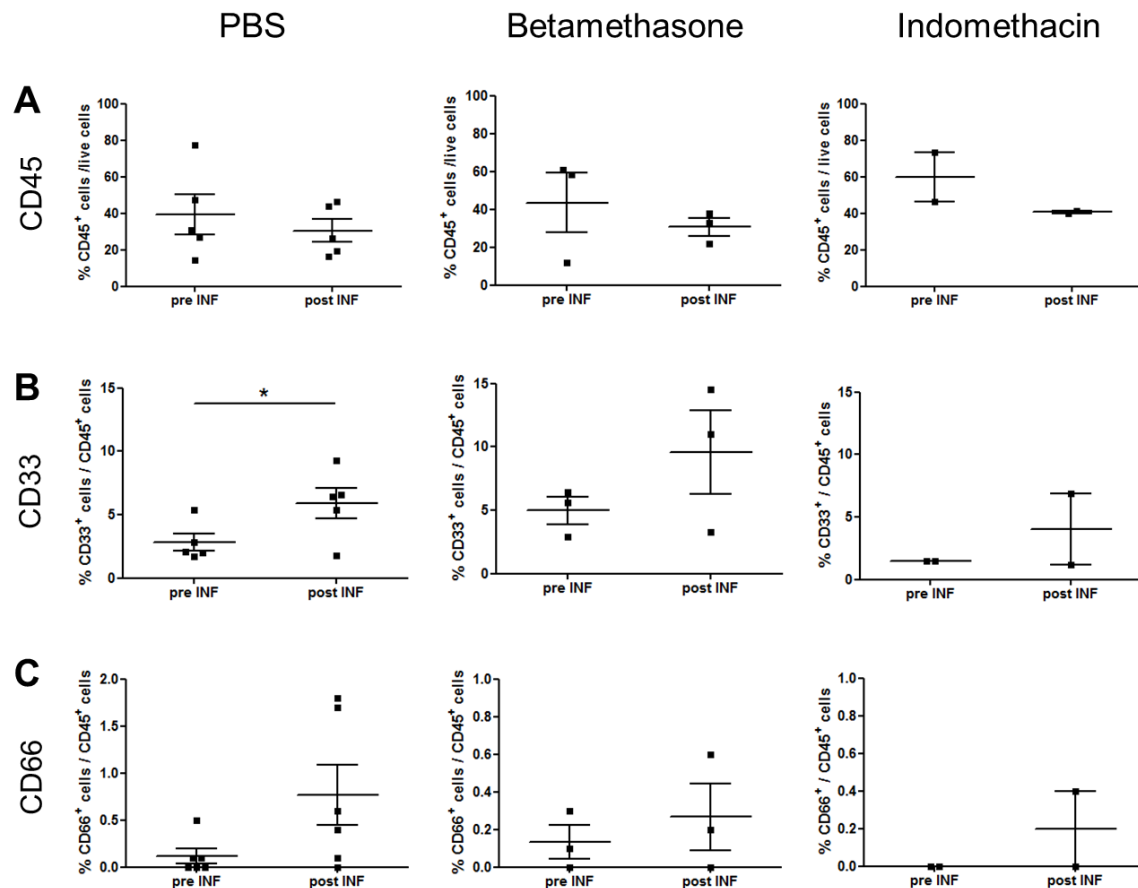 PBS Betamethasone Indomethacin
A
CD45
% CD45⁺ cells /live cells
100
80
60
40
20
0
pre INF post INF
% CD45⁺ cells /live cells
100
80
60
40
20
0
pre INF post INF
% CD45⁺ cells / live cells
100
80
60
40
20
0
pre INF post INF
B
CD33
% CD33⁺ cells / CD45⁺ cells
15
10
5
0
*
pre INF post INF
% CD33⁺ cells / CD45⁺ cells
15
10
5
0
pre INF post INF
% CD33⁺ / CD45⁺ cells
15
10
5
0
pre INF post INF
C
CD66
% CD66⁺ cells / CD45⁺ cells
2.0
1.5
1.0
0.5
0.0
pre INF post INF
% CD66⁺ cells / CD45⁺ cells
1.0
0.8
0.6
0.4
0.2
0.0
pre INF post INF
% CD66⁺ / CD45⁺ cells
1.0
0.8
0.6
0.4
0.2
0.0
pre INF post INF